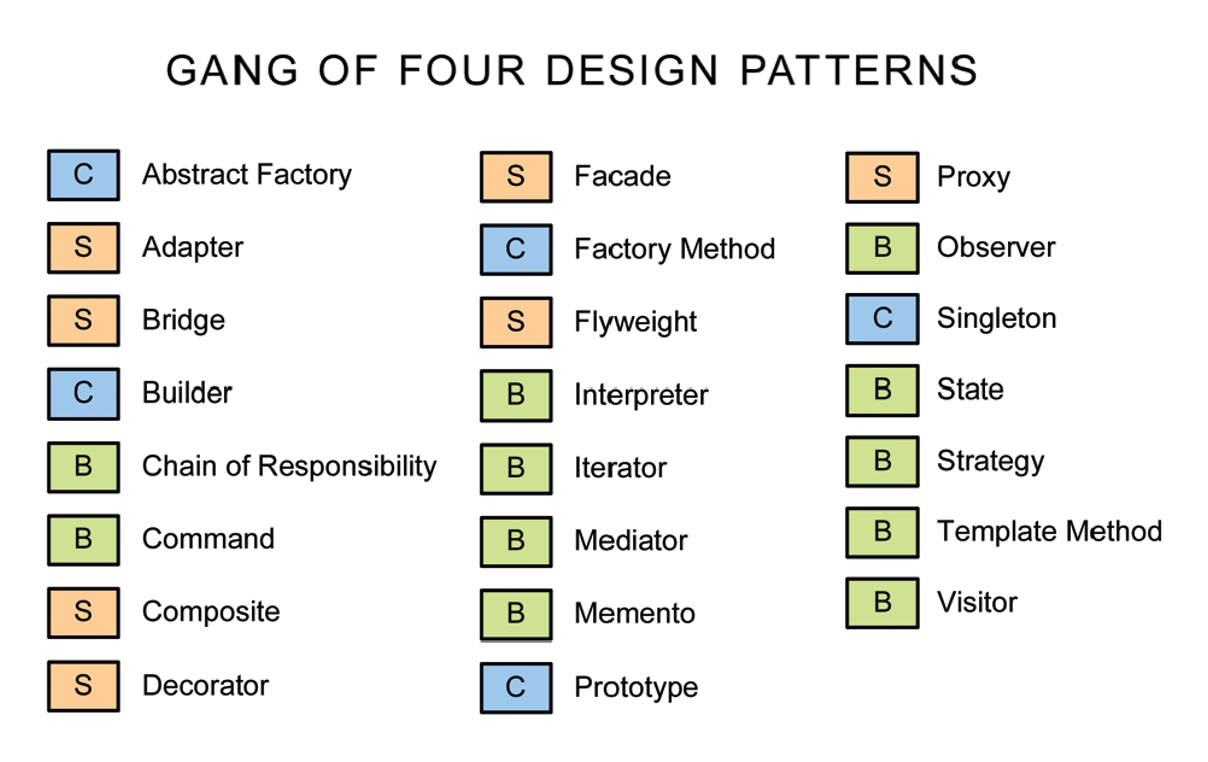 GANG OF FOUR DESIGN PATTERNS
C Abstract Factory
S Adapter
S Bridge
C Builder
B Chain of Responsibility
B Command
S Composite
S Decorator
S Facade
C Factory Method
S Flyweight
B Interpreter
B Iterator
B Mediator
B Memento
C Prototype
S Proxy
B Observer
C Singleton
B State
B Strategy
B Template Method
B Visitor